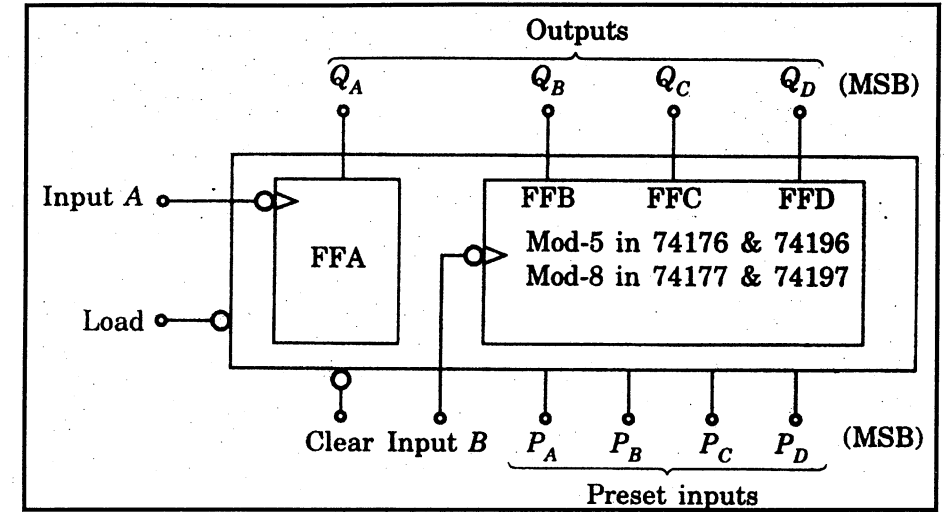 Outputs
Q_A Q_B Q_C Q_D (MSB)
Input A
FFB FFC FFD
Mod-5 in 74176 & 74196
FFA
Mod-8 in 74177 & 74197
Load
Clear Input B P_A P_B P_C P_D (MSB)
Preset inputs